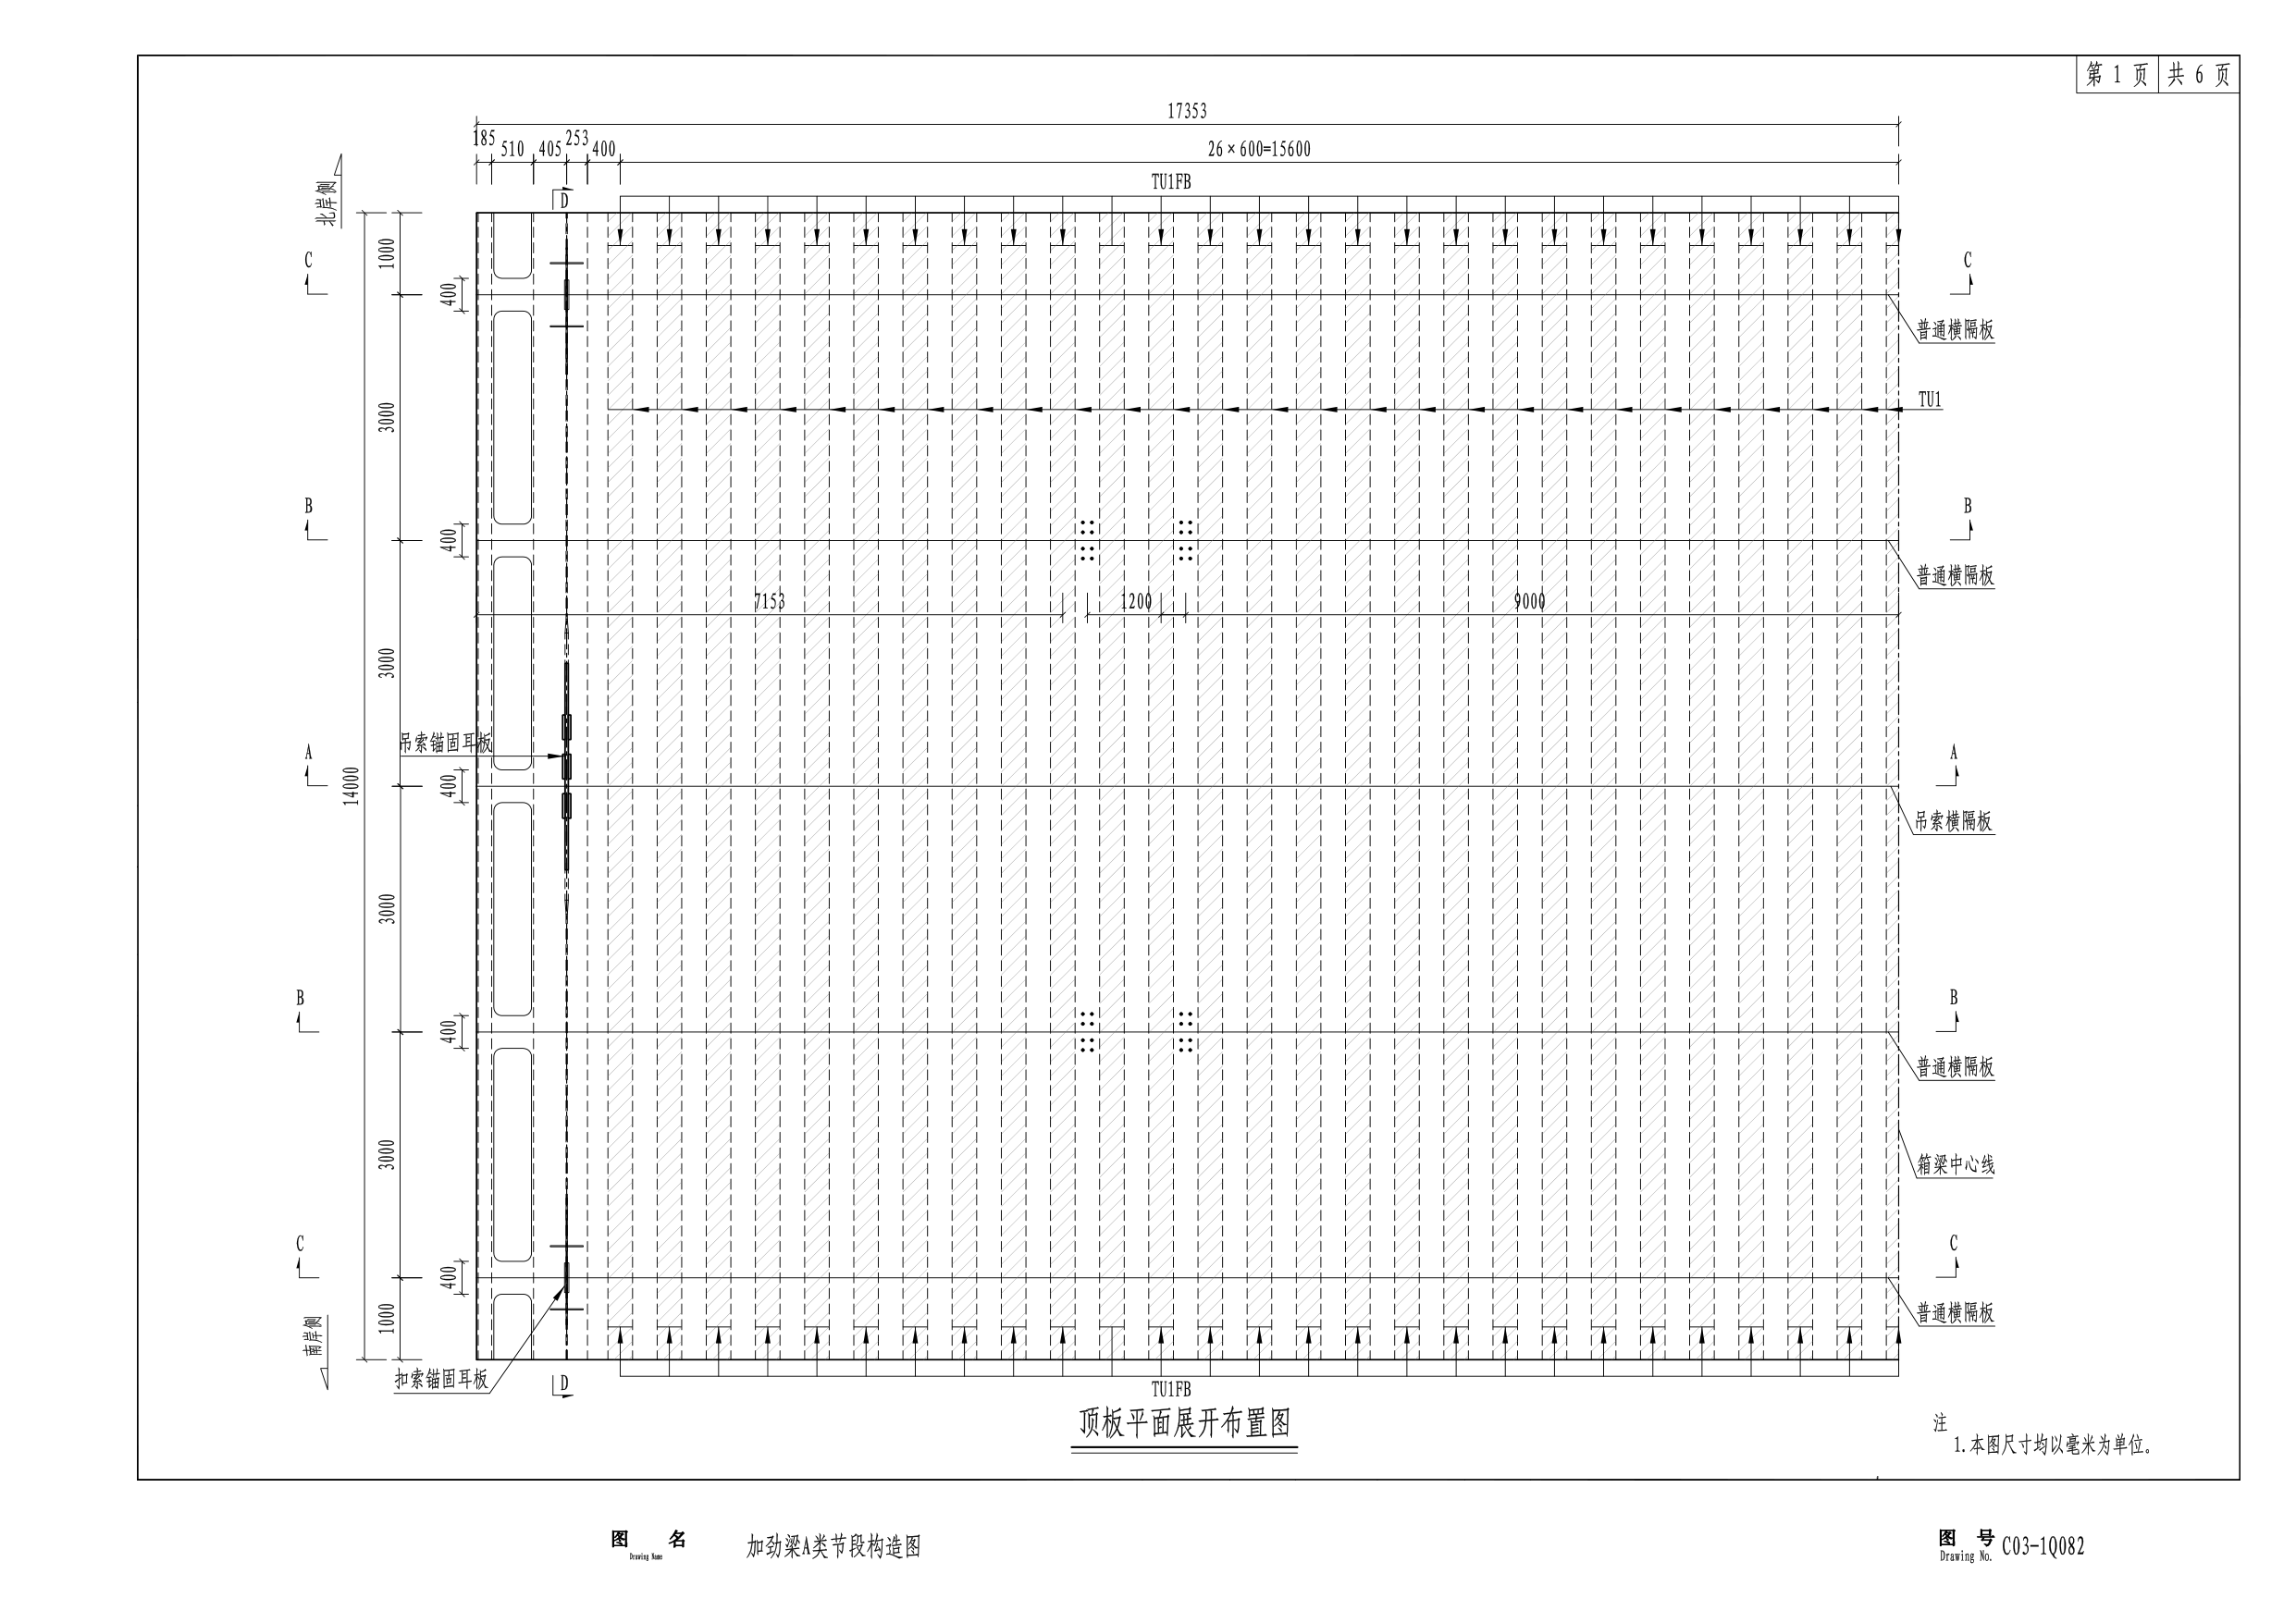 第 1 页 共 6 页
17353
185 510 405 253 400 26×600=15600
TU1FB
北岸侧
D
1000
C
C
400
普通横隔板
3000
TU1
B
B
400
普通横隔板
7153 1200 9000
3000
吊索锚固耳板
A
A
14000
400
吊索横隔板
3000
B
B
400
普通横隔板
3000
箱梁中心线
C
C
400
1000
普通横隔板
南岸侧
扣索锚固耳板
D
TU1FB
顶板平面展开布置图
注
1.本图尺寸均以毫米为单位。
图 名 加劲梁A类节段构造图
Drawing Name
图 号 C03-1Q082
Drawing No.